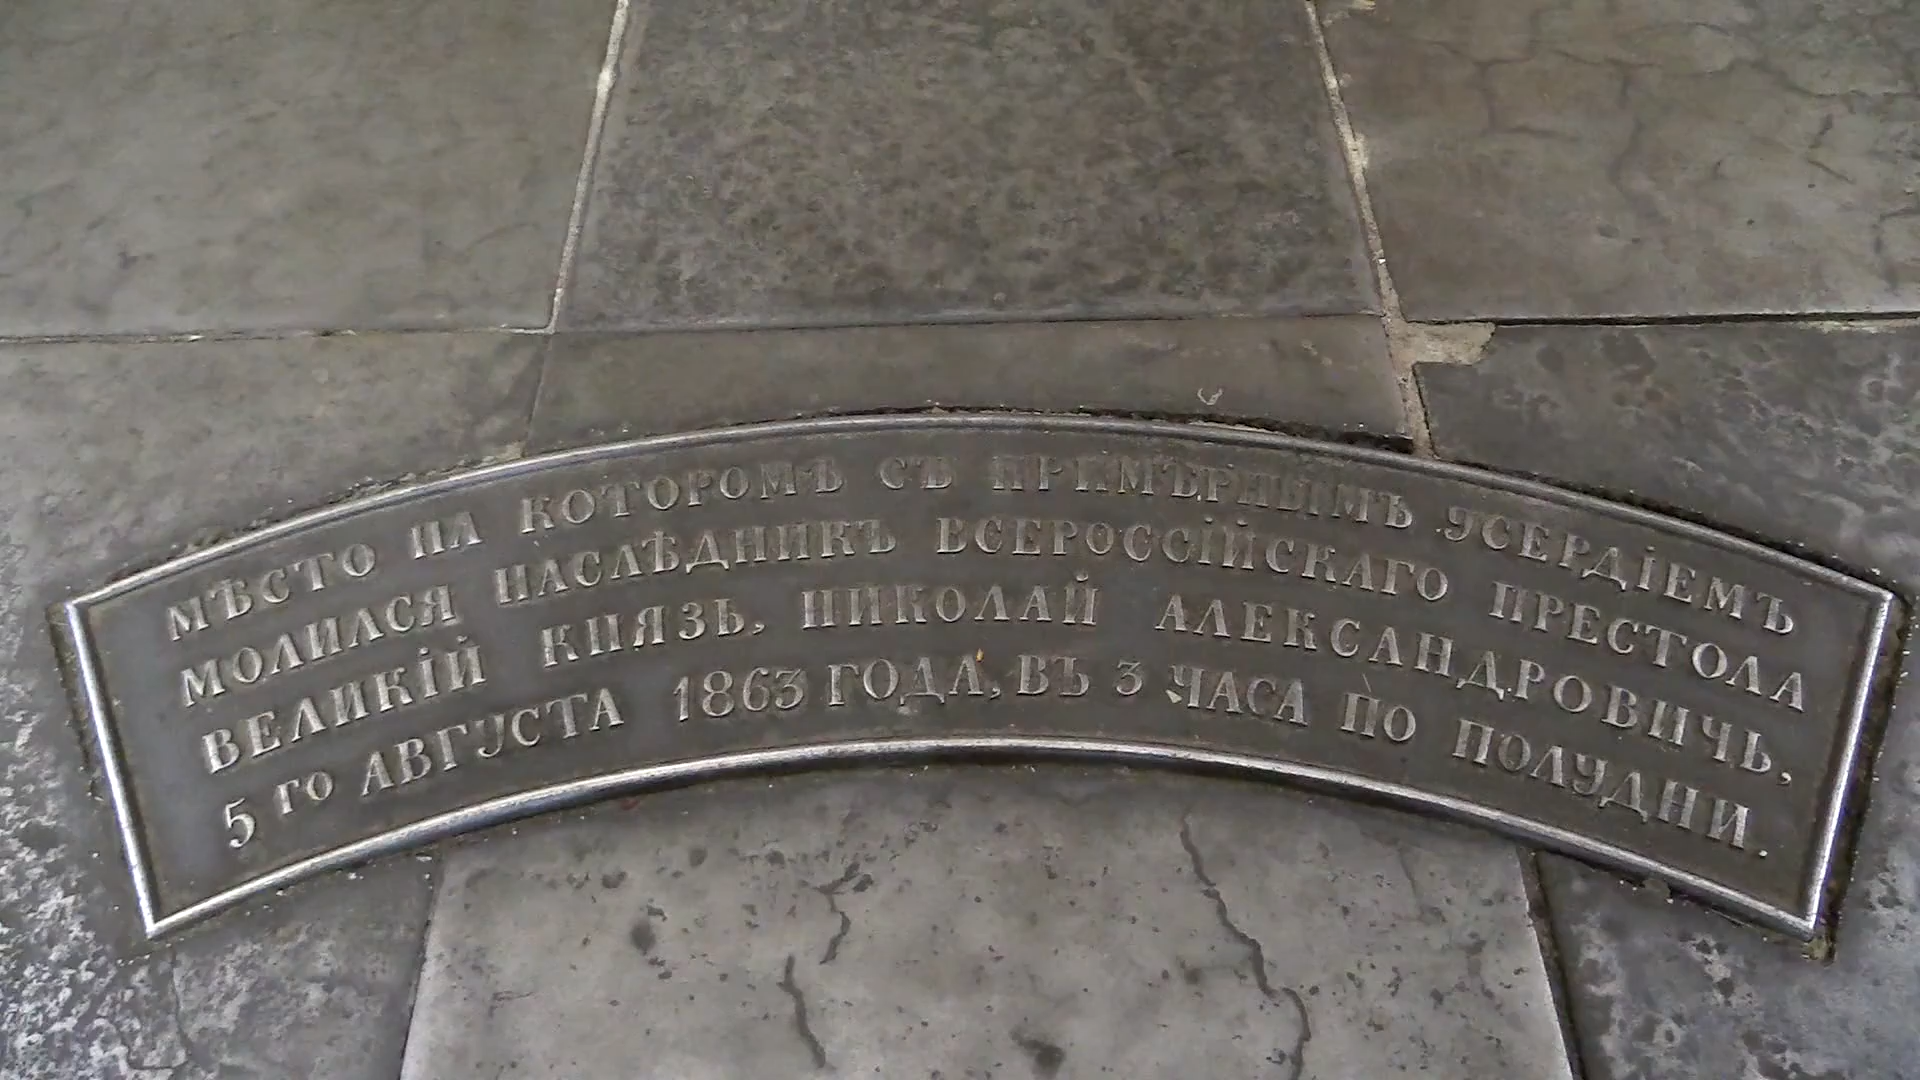 МѢСТО НА КОТОРОМЪ СЪ ПРИМѢРНЫМЪ УСЕРДІЕМЪ
МОЛИЛСЯ НАСЛѢДНИКЪ ВСЕРОССІЙСКАГО ПРЕСТОЛА
ВЕЛИКІЙ КНЯЗЬ, НИКОЛАЙ АЛЕКСАНДРОВИЧЬ,
5 ГО АВГУСТА 1863 ГОДА, ВЪ 3 ЧАСА ПО ПОЛУДНИ.